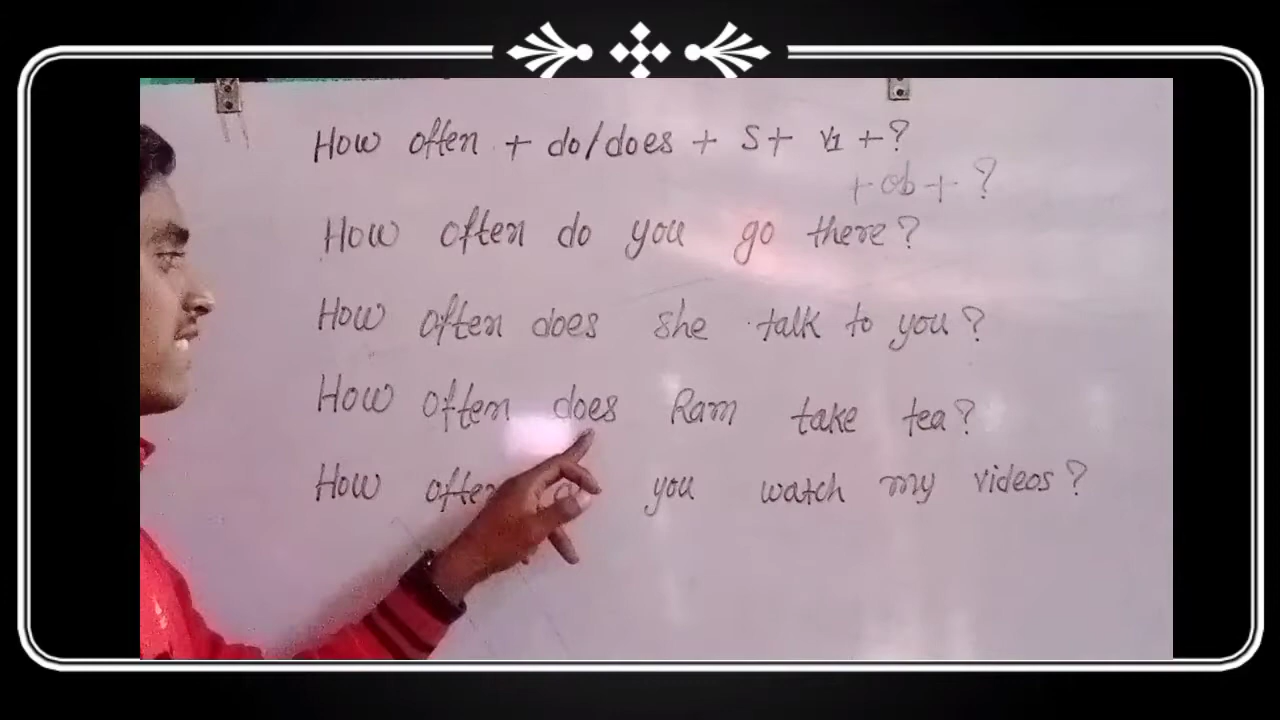 How often + do/does + S + V1 + ?
+ ob + ?
How often do you go there?
How often does she talk to you?
How often does Ram take tea?
How often you watch my videos?